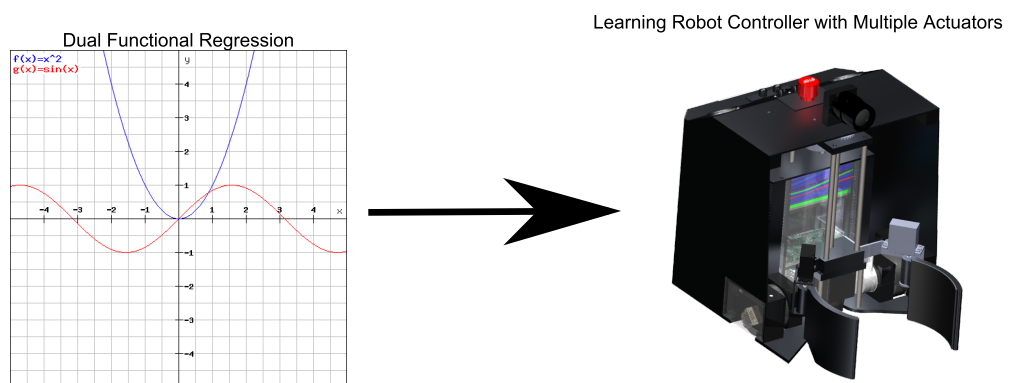 Learning Robot Controller with Multiple Actuators
Dual Functional Regression
f(x)=x^2
g(x)=sin(x)
y
4
3
2
1
-4 -3 -2 -1 1 2 3 4 x
-1
-2
-3
-4